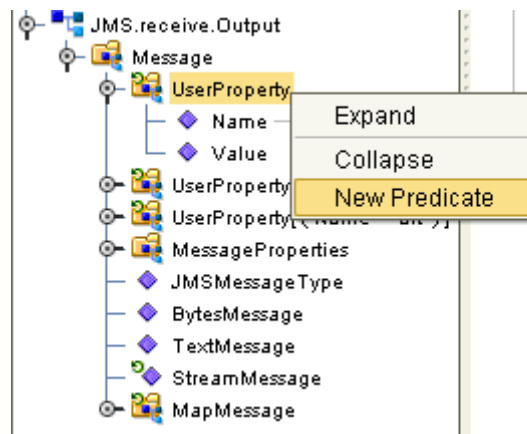 JMS.receive.Output
Message
UserProperty
Name
Expand
Value
Collapse
UserProperty
New Predicate
UserProperty[(
MessageProperties
JMSMessageType
BytesMessage
TextMessage
StreamMessage
MapMessage